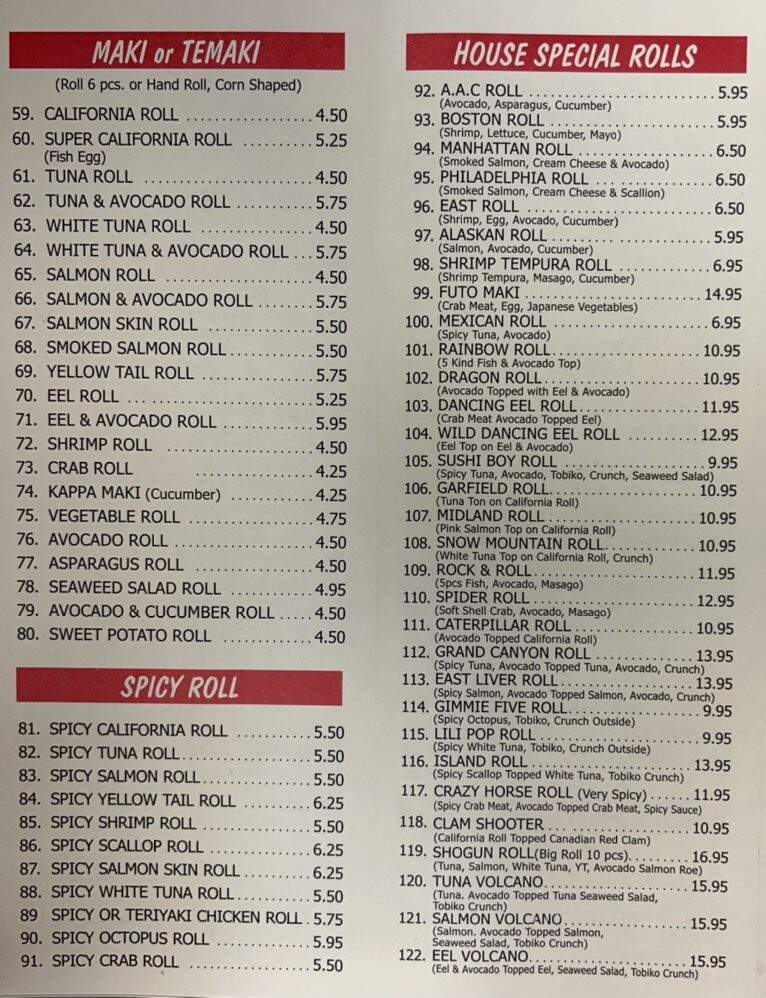 MAKI or TEMAKI
(Roll 6 pcs. or Hand Roll, Corn Shaped)
59. CALIFORNIA ROLL ................. 4.50
60. SUPER CALIFORNIA ROLL ......... 5.25
(Fish Egg)
61. TUNA ROLL ...................... 4.50
62. TUNA & AVOCADO ROLL .......... 5.75
63. WHITE TUNA ROLL ................ 4.50
64. WHITE TUNA & AVOCADO ROLL ... 5.75
65. SALMON ROLL .................... 4.50
66. SALMON & AVOCADO ROLL ....... 5.75
67. SALMON SKIN ROLL .............. 5.50
68. SMOKED SALMON ROLL ........... 5.50
69. YELLOW TAIL ROLL .............. 5.75
70. EEL ROLL ... .................... 5.25
71. EEL & AVOCADO ROLL ............ 5.95
72. SHRIMP ROLL .................. 4.50
73. CRAB ROLL ............... 4.25
74. KAPPA MAKI (Cucumber) .......... 4.25
75. VEGETABLE ROLL ................. 4.75
76. AVOCADO ROLL .................. 4.50
77. ASPARAGUS ROLL ............... 4.50
78. SEAWEED SALAD ROLL ........... 4.95
79. AVOCADO & CUCUMBER ROLL ..... 4.50
80. SWEET POTATO ROLL ............ 4.50
SPICY ROLL
81. SPICY CALIFORNIA ROLL ........... 5.50
82. SPICY TUNA ROLL ................. 5.50
83. SPICY SALMON ROLL .............. 5.50
84. SPICY YELLOW TAIL ROLL .......... 6.25
85. SPICY SHRIMP ROLL .............. 5.50
86. SPICY SCALLOP ROLL .............. 6.25
87. SPICY SALMON SKIN ROLL ......... 6.25
88. SPICY WHITE TUNA ROLL .......... 5.50
89 SPICY OR TERIYAKI CHICKEN ROLL . 5.75
90. SPICY OCTOPUS ROLL ............ 5.95
91. SPICY CRAB ROLL ................ 5.50
HOUSE SPECIAL ROLLS
92. A.A.C ROLL ......................... 5.95
(Avocado, Asparagus, Cucumber)
93. BOSTON ROLL ...................... 5.95
(Shrimp, Lettuce, Cucumber, Mayo)
94. MANHATTAN ROLL .................. 6.50
(Smoked Salmon, Cream Cheese & Avocado)
95. PHILADELPHIA ROLL ... ............ 6.50
(Smoked Salmon, Cream Cheese & Scallion)
96. EAST ROLL ........................ 6.50
(Shrimp, Egg, Avocado, Cucumber)
97. ALASKAN ROLL ..................... 5.95
(Salmon, Avocado, Cucumber)
98. SHRIMP TEMPURA ROLL ............ 6.95
(Shrimp Tempura, Masago, Cucumber)
99. FUTO MAKI ........................ 14.95
(Crab Meat, Egg, Japanese Vegetables)
100. MEXICAN ROLL ..................... 6.95
(Spicy Tuna, Avocado)
101. RAINBOW ROLL ................... 10.95
(5 Kind Fish & Avocado Top)
102. DRAGON ROLL .................... 10.95
(Avocado Topped with Eel & Avocado)
103. DANCING EEL ROLL ............... 11.95
(Crab Meat Avocado Topped Eel)
104. WILD DANCING EEL ROLL ......... 12.95
(Eel Top on Eel & Avocado)
105. SUSHI BOY ROLL .................. 9.95
(Spicy Tuna, Avocado, Tobiko, Crunch, Seaweed Salad)
106. GARFIELD ROLL ................... 10.95
(Tuna Ton on California Roll)
107. MIDLAND ROLL ................... 10.95
(Pink Salmon Top on California Roll)
108. SNOW MOUNTAIN ROLL ........... 10.95
(White Tuna Top on California Roll, Crunch)
109. ROCK & ROLL ..................... 11.95
(5pcs Fish, Avocado, Masago)
110. SPIDER ROLL ..................... 12.95
(Soft Shell Crab, Avocado, Masago)
111. CATERPILLAR ROLL ................ 10.95
(Avocado Topped California Roll)
112. GRAND CANYON ROLL ............. 13.95
(Spicy Tuna, Avocado Topped Tuna, Avocado, Crunch)
113. EAST LIVER ROLL ................. 13.95
(Spicy Salmon, Avocado Topped Salmon, Avocado, Crunch)
114. GIMMIE FIVE ROLL ................ 9.95
(Spicy Octopus, Tobiko, Crunch Outside)
115. LILI POP ROLL .................... 9.95
(Spicy White Tuna, Tobiko, Crunch Outside)
116. ISLAND ROLL ..................... 13.95
(Spicy Scallop Topped White Tuna, Tobiko Crunch)
117. CRAZY HORSE ROLL (Very Spicy) ...... 11.95
(Spicy Crab Meat, Avocado Topped Crab Meat, Spicy Sauce)
118. CLAM SHOOTER ................... 10.95
(California Roll Topped Canadian Red Clam)
119. SHOGUN ROLL(Big Roll 10 pcs) ........ 16.95
(Tuna, Salmon, White Tuna, YT, Avocado Salmon Roe)
120. TUNA VOLCANO ................... 15.95
(Tuna. Avocado Topped Tuna Seaweed Salad,
Tobiko Crunch)
121. SALMON VOLCANO ................ 15.95
(Salmon. Avocado Topped Salmon,
Seaweed Salad, Tobiko Crunch)
122. EEL VOLCANO ..................... 15.95
(Eel & Avocado Topped Eel, Seaweed Salad, Tobiko Crunch)